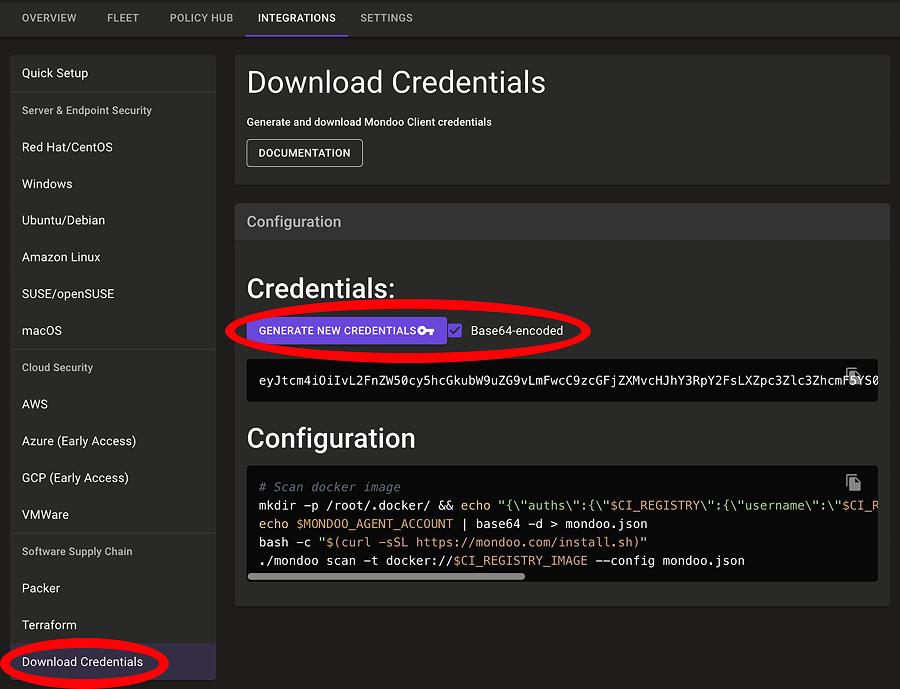 OVERVIEW FLEET POLICY HUB INTEGRATIONS SETTINGS
Quick Setup
Server & Endpoint Security
Red Hat/CentOS
Windows
Ubuntu/Debian
Amazon Linux
SUSE/openSUSE
macOS
Cloud Security
AWS
Azure (Early Access)
GCP (Early Access)
VMWare
Software Supply Chain
Packer
Terraform
Download Credentials
Download Credentials
Generate and download Mondoo Client credentials
DOCUMENTATION
Configuration
Credentials:
GENERATE NEW CREDENTIALS Base64-encoded
eyJtcm4iOiIvL2FnZW50cy5hcGkubW9uZG9vLmFwcC9zcGFjZXMvcHJhY3RpY2FsLXZpc3Zlc3ZhcmF5YS0
Configuration
# Scan docker image
mkdir -p /root/.docker/ && echo "{\"auths\":{\"$CI_REGISTRY\":{\"username\":\"$CI_R
echo $MONDOO_AGENT_ACCOUNT | base64 -d > mondoo.json
bash -c "$(curl -sSL https://mondoo.com/install.sh)"
./mondoo scan -t docker://$CI_REGISTRY_IMAGE --config mondoo.json